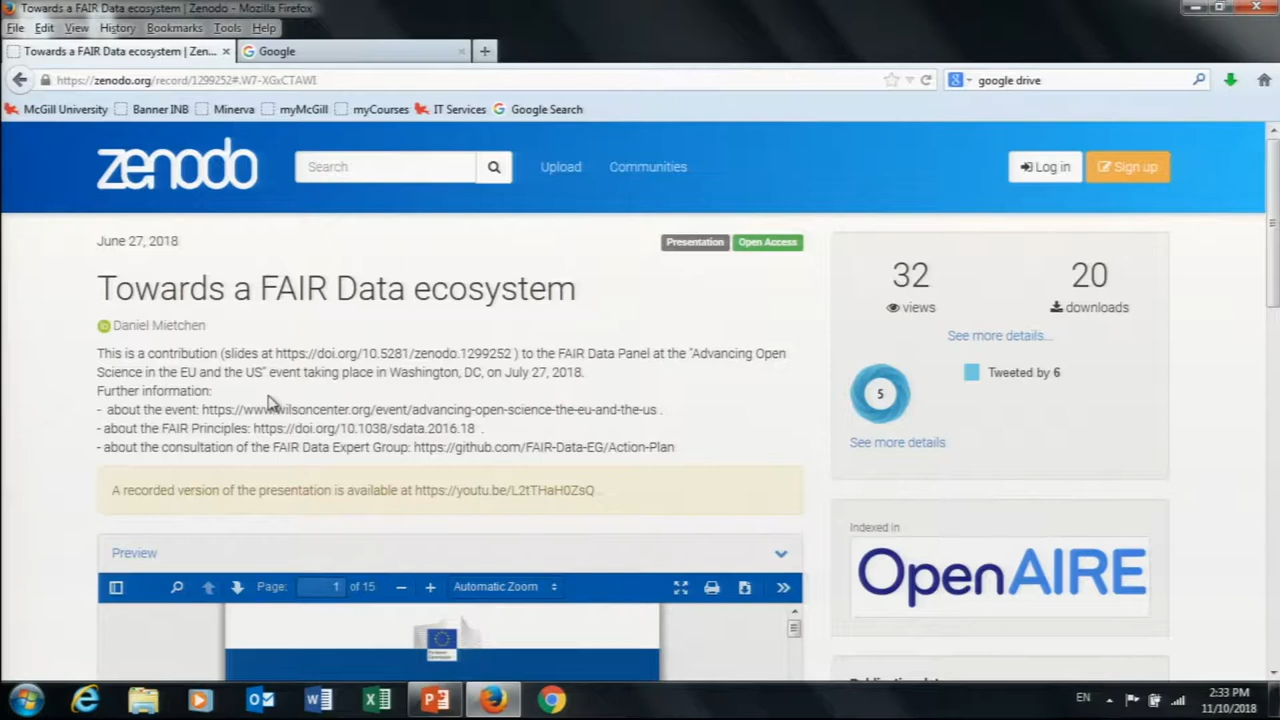 Towards a FAIR Data ecosystem | Zenodo - Mozilla Firefox
File Edit View History Bookmarks Tools Help
Towards a FAIR Data ecosystem | Zen...
Google
https://zenodo.org/record/1299252#.W7-XGxCTAWI
google drive
McGill University Banner INB Minerva myMcGill myCourses IT Services Google Search
zenodo
Search
Upload
Communities
Log in
Sign up
June 27, 2018
Presentation
Open Access
Towards a FAIR Data ecosystem
Daniel Mietchen
This is a contribution (slides at https://doi.org/10.5281/zenodo.1299252 ) to the FAIR Data Panel at the "Advancing Open
Science in the EU and the US" event taking place in Washington, DC, on July 27, 2018.
Further information:
- about the event: https://www.wilsoncenter.org/event/advancing-open-science-the-eu-and-the-us .
- about the FAIR Principles: https://doi.org/10.1038/sdata.2016.18 .
- about the consultation of the FAIR Data Expert Group: https://github.com/FAIR-Data-EG/Action-Plan
A recorded version of the presentation is available at https://youtu.be/L2tTHaH0ZsQ .
Preview
Page: 1 of 15
Automatic Zoom
32
views
20
downloads
See more details...
5
Tweeted by 6
See more details
Indexed in
OpenAIRE
EN
2:33 PM
11/10/2018